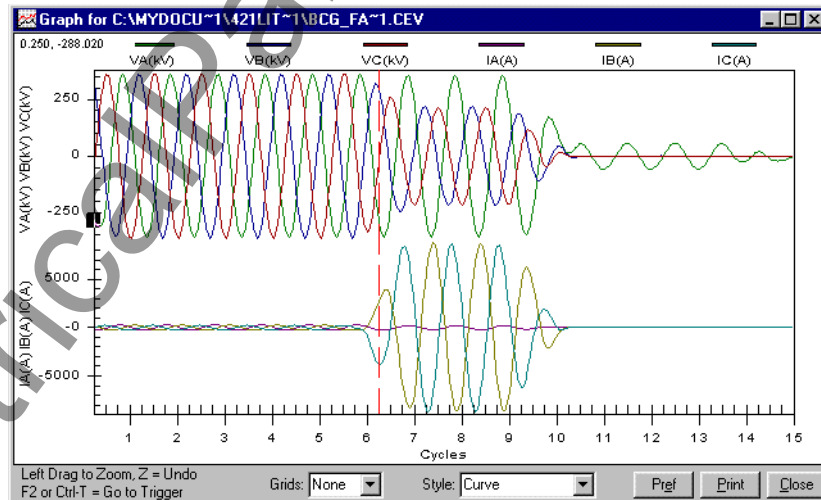 Graph for C:\MYDOCU~1\421LIT~1\BCG_FA~1.CEV
0.250, -288.020
VA(kV) VB(kV) VC(kV) IA(A) IB(A) IC(A)
VA(kV) VB(kV) VC(kV)
250
0
-250
IA(A) IB(A) IC(A)
5000
-0
-5000
1 2 3 4 5 6 7 8 9 10 11 12 13 14 15
Cycles
Left Drag to Zoom, Z = Undo
F2 or Ctrl-T = Go to Trigger
Grids: None
Style: Curve
Pref
Print
Close